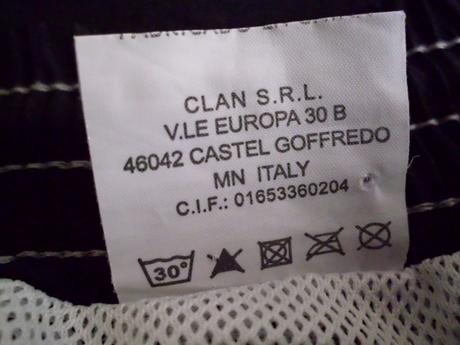 CLAN S.R.L.
V.LE EUROPA 30 B
46042 CASTEL GOFFREDO
MN ITALY
C.I.F.: 01653360204
30°